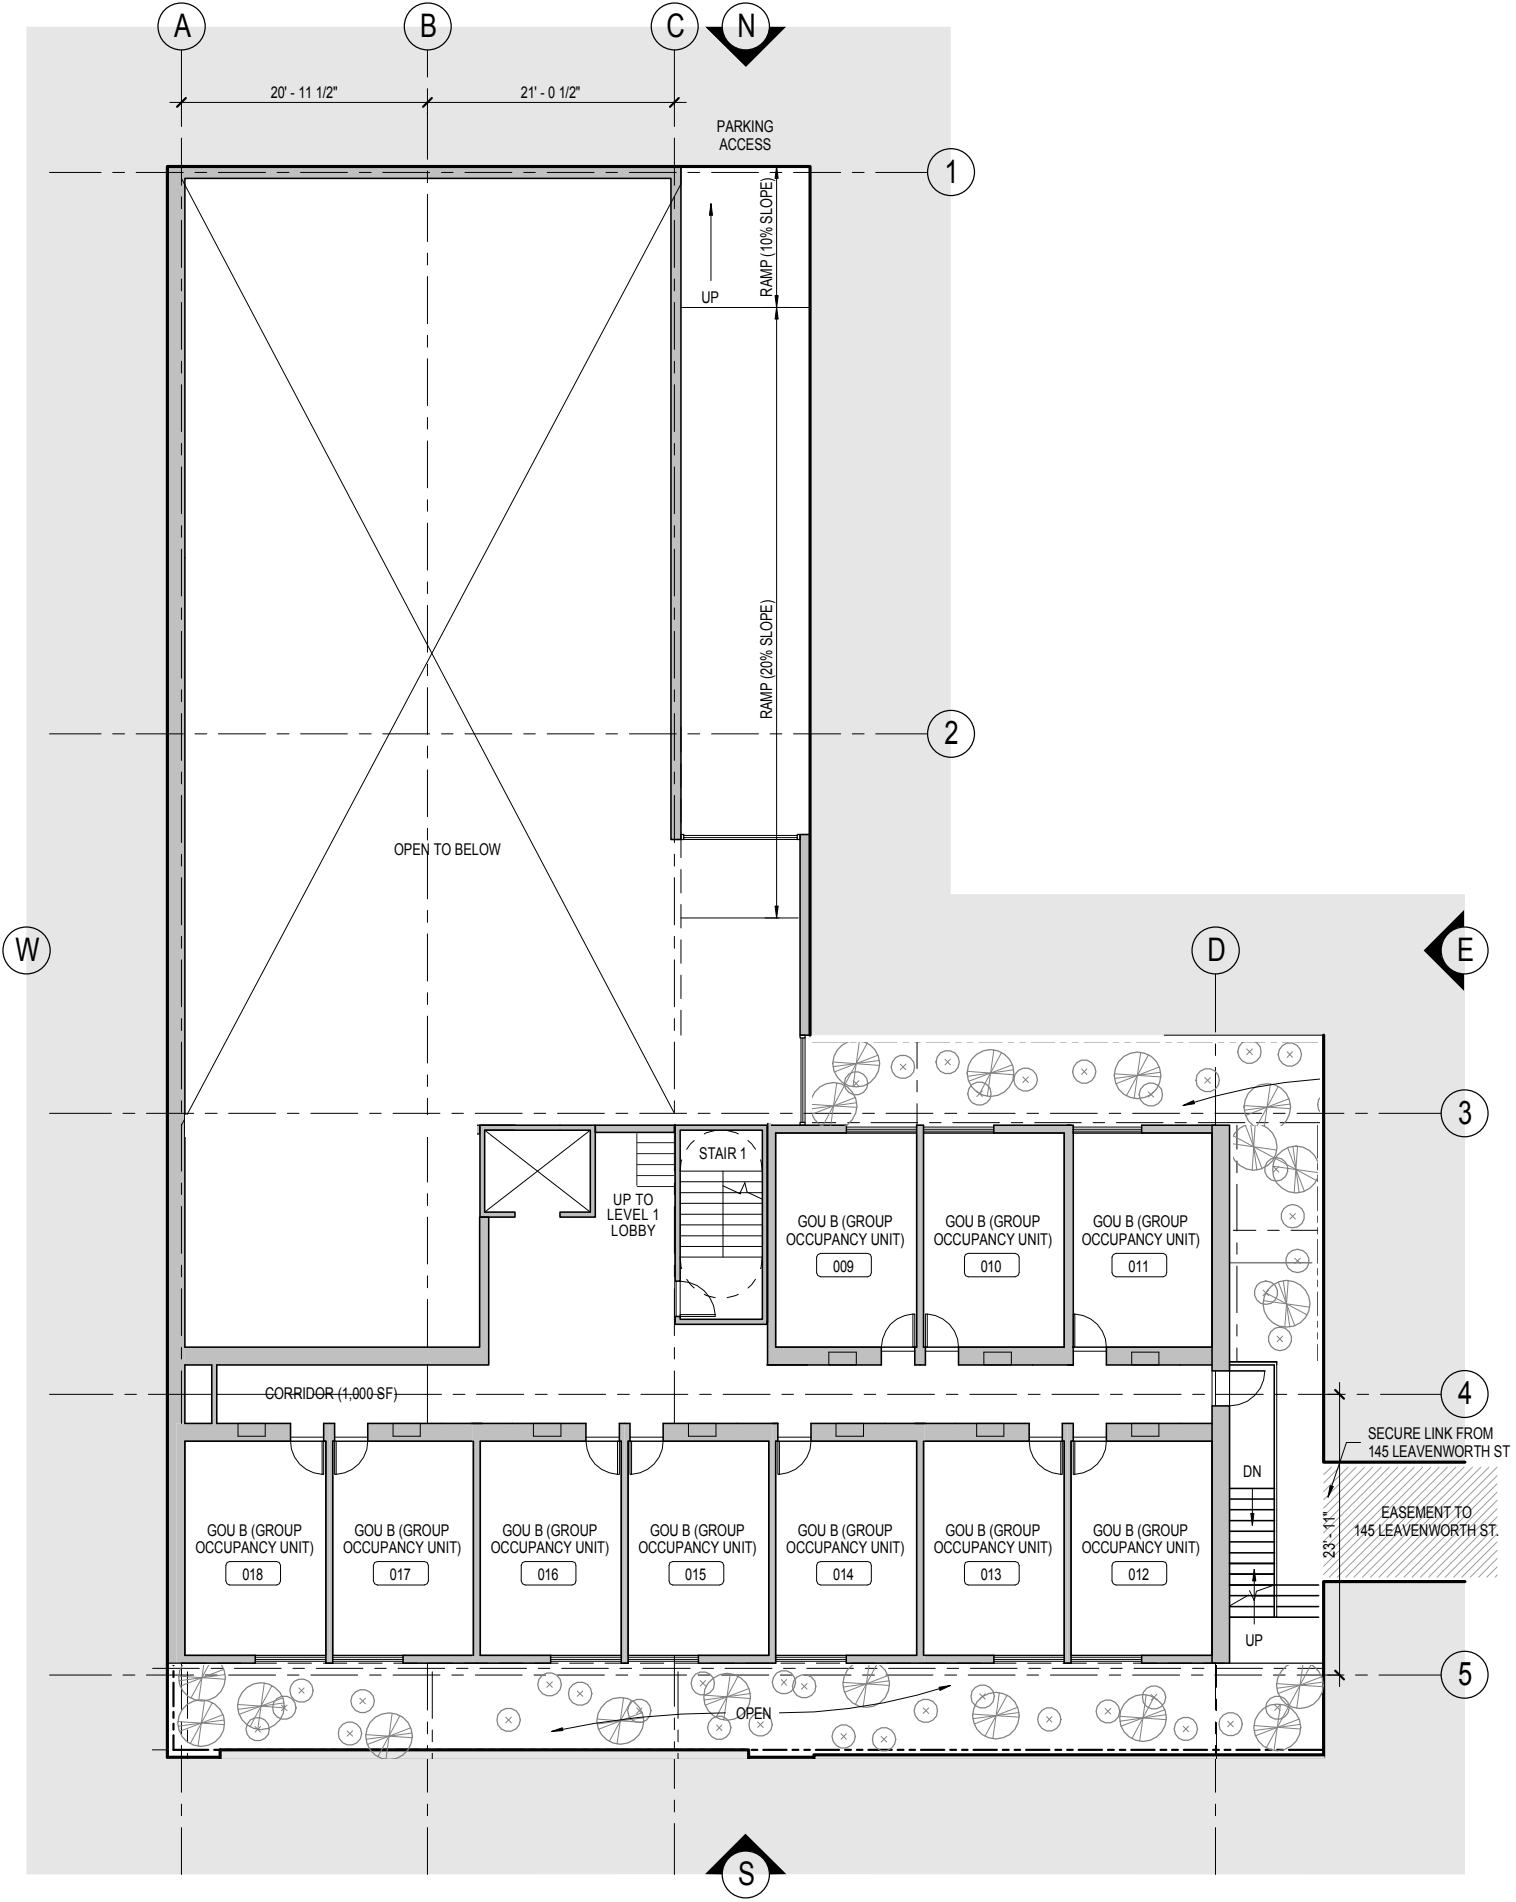 A
B
C
N
20' - 11 1/2"
21' - 0 1/2"
PARKING
ACCESS
1
RAMP (10% SLOPE)
UP
RAMP (20% SLOPE)
2
OPEN TO BELOW
W
D
E
3
STAIR 1
UP TO
LEVEL 1
LOBBY
GOU B (GROUP
OCCUPANCY UNIT)
009
GOU B (GROUP
OCCUPANCY UNIT)
010
GOU B (GROUP
OCCUPANCY UNIT)
011
CORRIDOR (1,000 SF)
4
SECURE LINK FROM
145 LEAVENWORTH ST
DN
EASEMENT TO
145 LEAVENWORTH ST.
23' - 11"
GOU B (GROUP
OCCUPANCY UNIT)
018
GOU B (GROUP
OCCUPANCY UNIT)
017
GOU B (GROUP
OCCUPANCY UNIT)
016
GOU B (GROUP
OCCUPANCY UNIT)
015
GOU B (GROUP
OCCUPANCY UNIT)
014
GOU B (GROUP
OCCUPANCY UNIT)
013
GOU B (GROUP
OCCUPANCY UNIT)
012
UP
5
OPEN
S